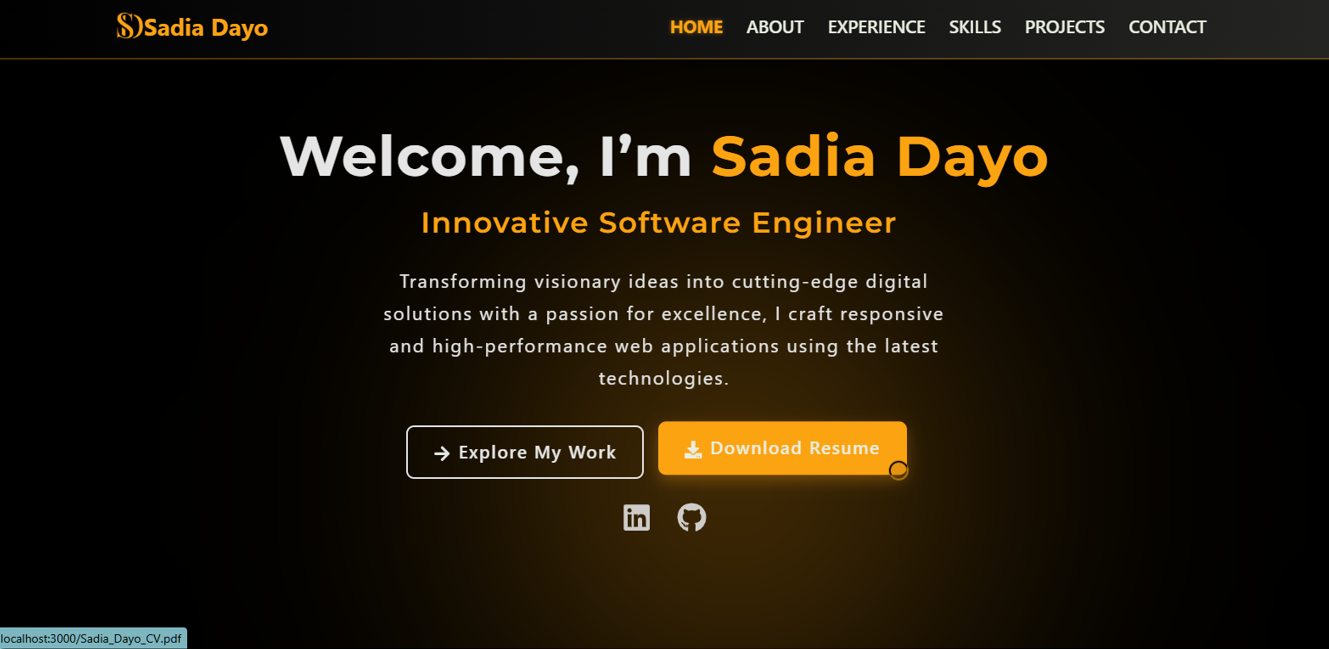 Sadia Dayo
HOME ABOUT EXPERIENCE SKILLS PROJECTS CONTACT
Welcome, I’m Sadia Dayo
Innovative Software Engineer
Transforming visionary ideas into cutting-edge digital
solutions with a passion for excellence, I craft responsive
and high-performance web applications using the latest
technologies.
Explore My Work
Download Resume
localhost:3000/Sadia_Dayo_CV.pdf